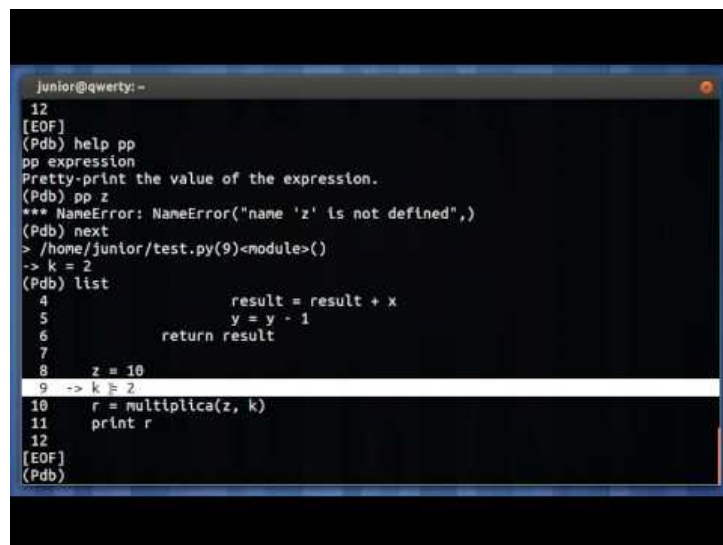 junior@qwerty: ~
12
[EOF]
(Pdb) help pp
pp expression
Pretty-print the value of the expression.
(Pdb) pp z
*** NameError: NameError("name 'z' is not defined",)
(Pdb) next
> /home/junior/test.py(9)<module>()
-> k = 2
(Pdb) list
4 result = result + x
5 y = y - 1
6 return result
7
8 z = 10
9 -> k = 2
10 r = multiplica(z, k)
11 print r
12
[EOF]
(Pdb)